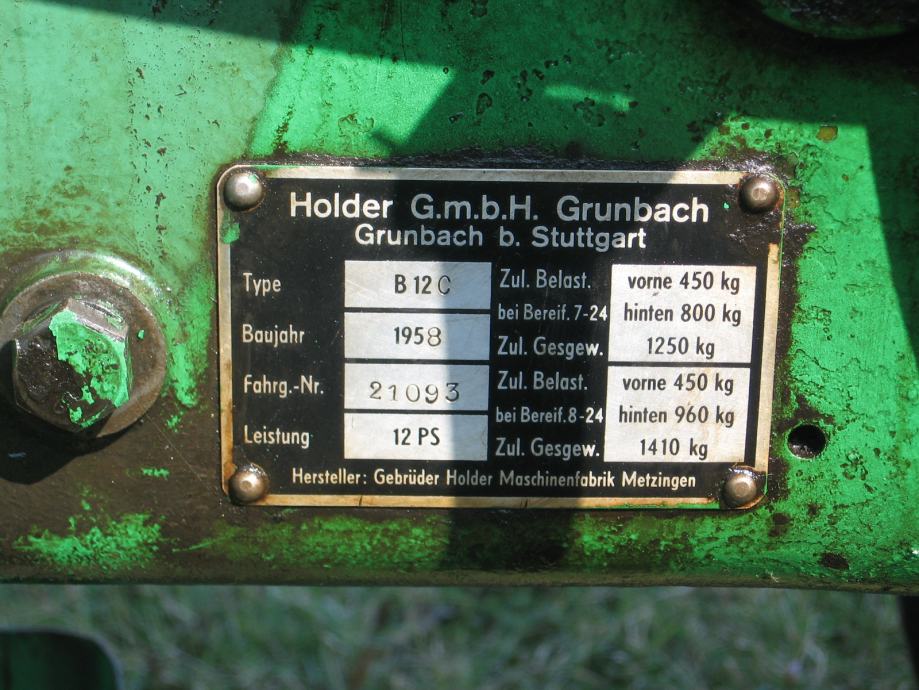 Holder G.m.b.H. Grunbach
Grunbach b. Stuttgart
Type B12C Zul. Belast. vorne 450 kg
bei Bereif. 7-24 hinten 800 kg
Baujahr 1958 Zul. Gesgew. 1250 kg
Fahrg.-Nr. 21093 Zul. Belast. vorne 450 kg
bei Bereif. 8-24 hinten 960 kg
Leistung 12 PS Zul. Gesgew. 1410 kg
Hersteller: Gebrüder Holder Maschinenfabrik Metzingen